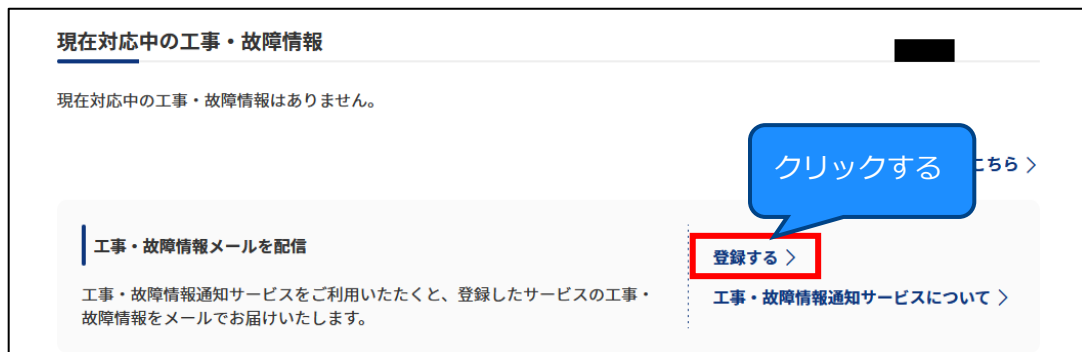 現在対応中の工事・故障情報
現在対応中の工事・故障情報はありません。
クリックする
こちら >
工事・故障情報メールを配信
登録する >
工事・故障情報通知サービスをご利用いたたくと、登録したサービスの工事・
故障情報をメールでお届けいたします。
工事・故障情報通知サービスについて >